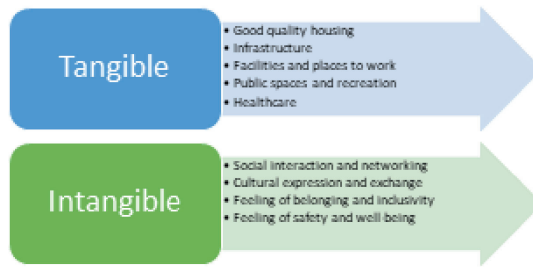 Tangible
• Good quality housing
• Infrastructure
• Facilities and places to work
• Public spaces and recreation
• Healthcare
Intangible
• Social interaction and networking
• Cultural expression and exchange
• Feeling of belonging and inclusivity
• Feeling of safety and well-being